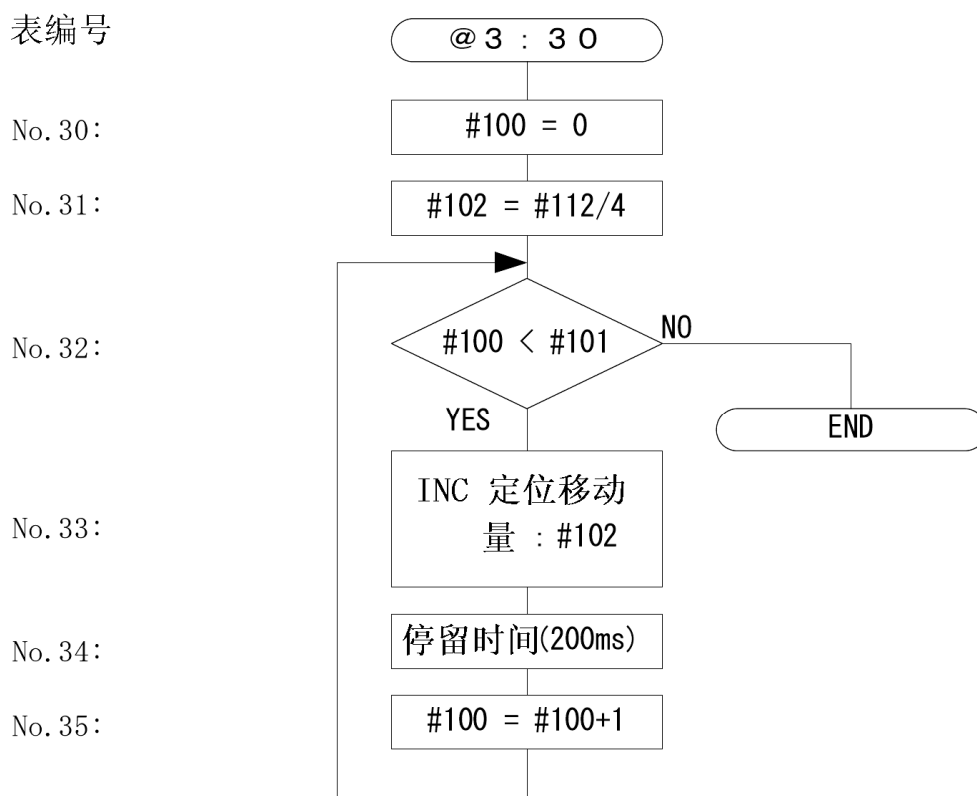 表编号
@3：30
No.30:
#100 = 0
No.31:
#102 = #112/4
No.32:
#100 < #101
NO
YES
END
No.33:
INC 定位移动
量 : #102
No.34:
停留时间(200ms)
No.35:
#100 = #100+1